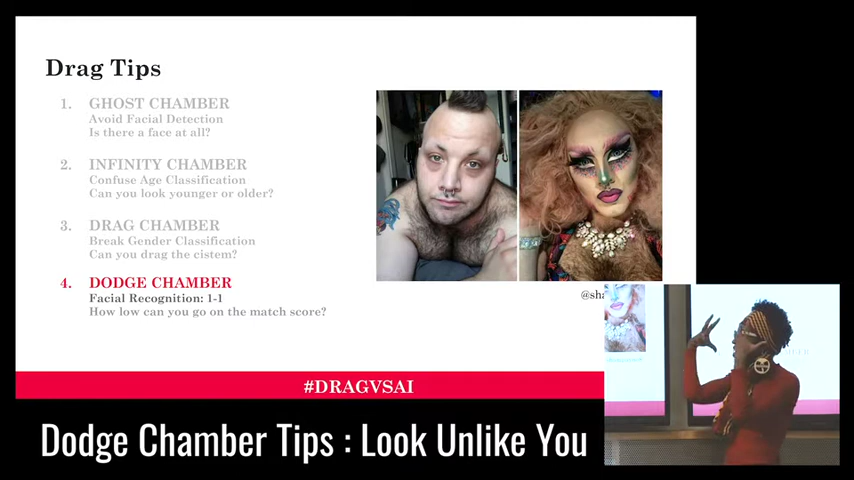 Drag Tips
1. GHOST CHAMBER
Avoid Facial Detection
Is there a face at all?
2. INFINITY CHAMBER
Confuse Age Classification
Can you look younger or older?
3. DRAG CHAMBER
Break Gender Classification
Can you drag the cistem?
4. DODGE CHAMBER
Facial Recognition: 1-1
How low can you go on the match score?
#DRAGVSAI
Dodge Chamber Tips : Look Unlike You